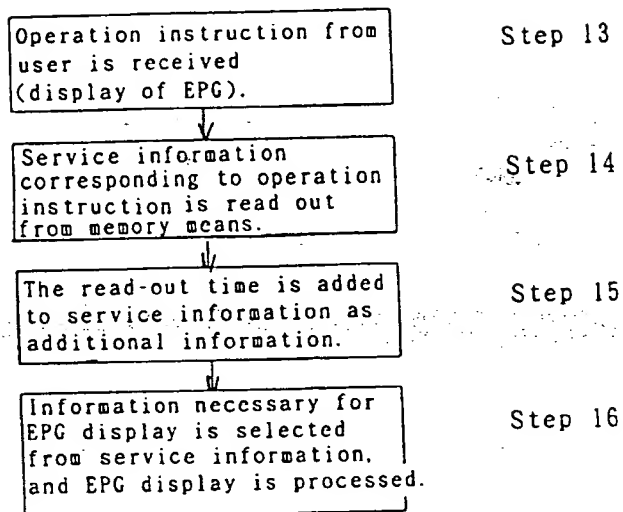 Operation instruction from
user is received
(display of EPG).
Step 13
Service information
corresponding to operation
instruction is read out
from memory means.
Step 14
The read-out time is added
to service information as
additional information.
Step 15
Information necessary for
EPG display is selected
from service information,
and EPG display is processed.
Step 16